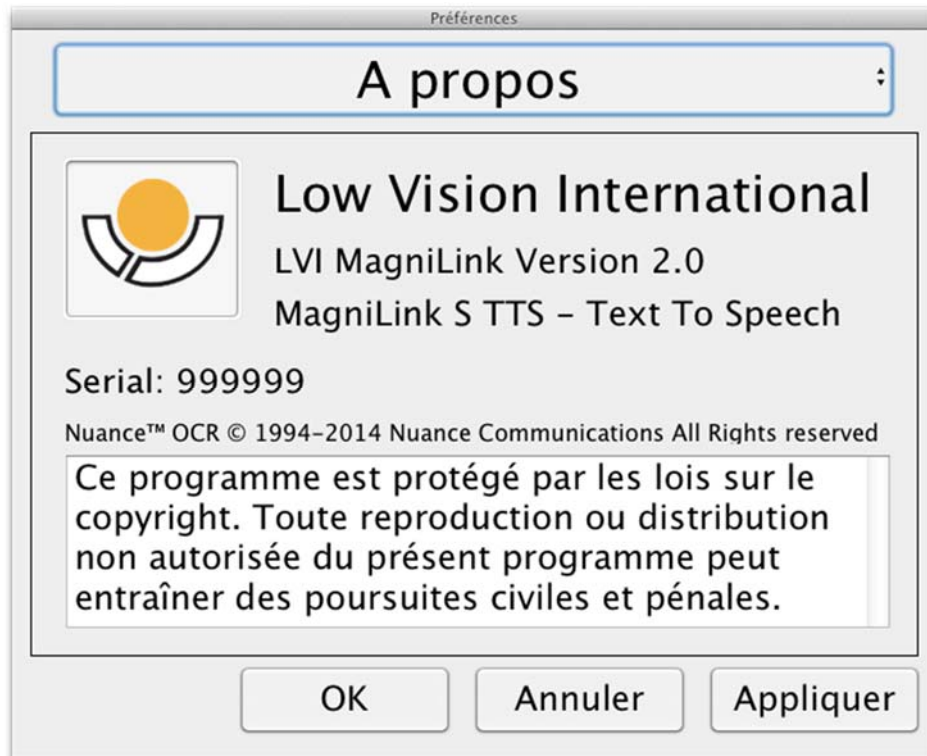 Préférences
A propos
Low Vision International
LVI MagniLink Version 2.0
MagniLink S TTS – Text To Speech
Serial: 999999
Nuance™ OCR © 1994–2014 Nuance Communications All Rights reserved
Ce programme est protégé par les lois sur le
copyright. Toute reproduction ou distribution
non autorisée du présent programme peut
entraîner des poursuites civiles et pénales.
OK Annuler Appliquer